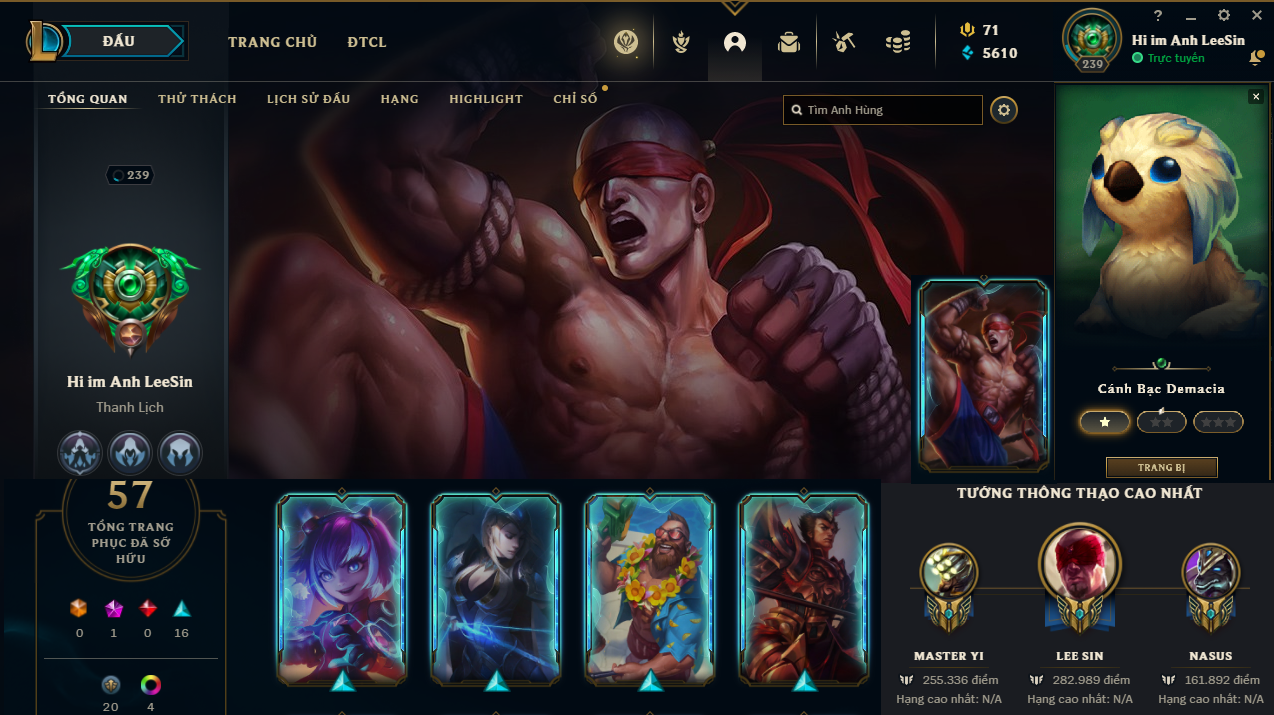 ĐẤU
TRANG CHỦ
ĐTCL
71
5610
?
Hi im Anh LeeSin
Trực tuyến
239
TỔNG QUAN
THỬ THÁCH
LỊCH SỬ ĐẤU
HẠNG
HIGHLIGHT
CHỈ SỐ
Tìm Anh Hùng
239
Hi im Anh LeeSin
Thanh Lịch
Cánh Bạc Demacia
TRANG BỊ
57
TỔNG TRANG
PHỤC ĐÃ SỞ
HỮU
0 1 0 16
20 4
TƯỚNG THÔNG THẠO CAO NHẤT
MASTER YI
255.336 điểm
Hạng cao nhất: N/A
LEE SIN
282.989 điểm
Hạng cao nhất: N/A
NASUS
161.892 điểm
Hạng cao nhất: N/A